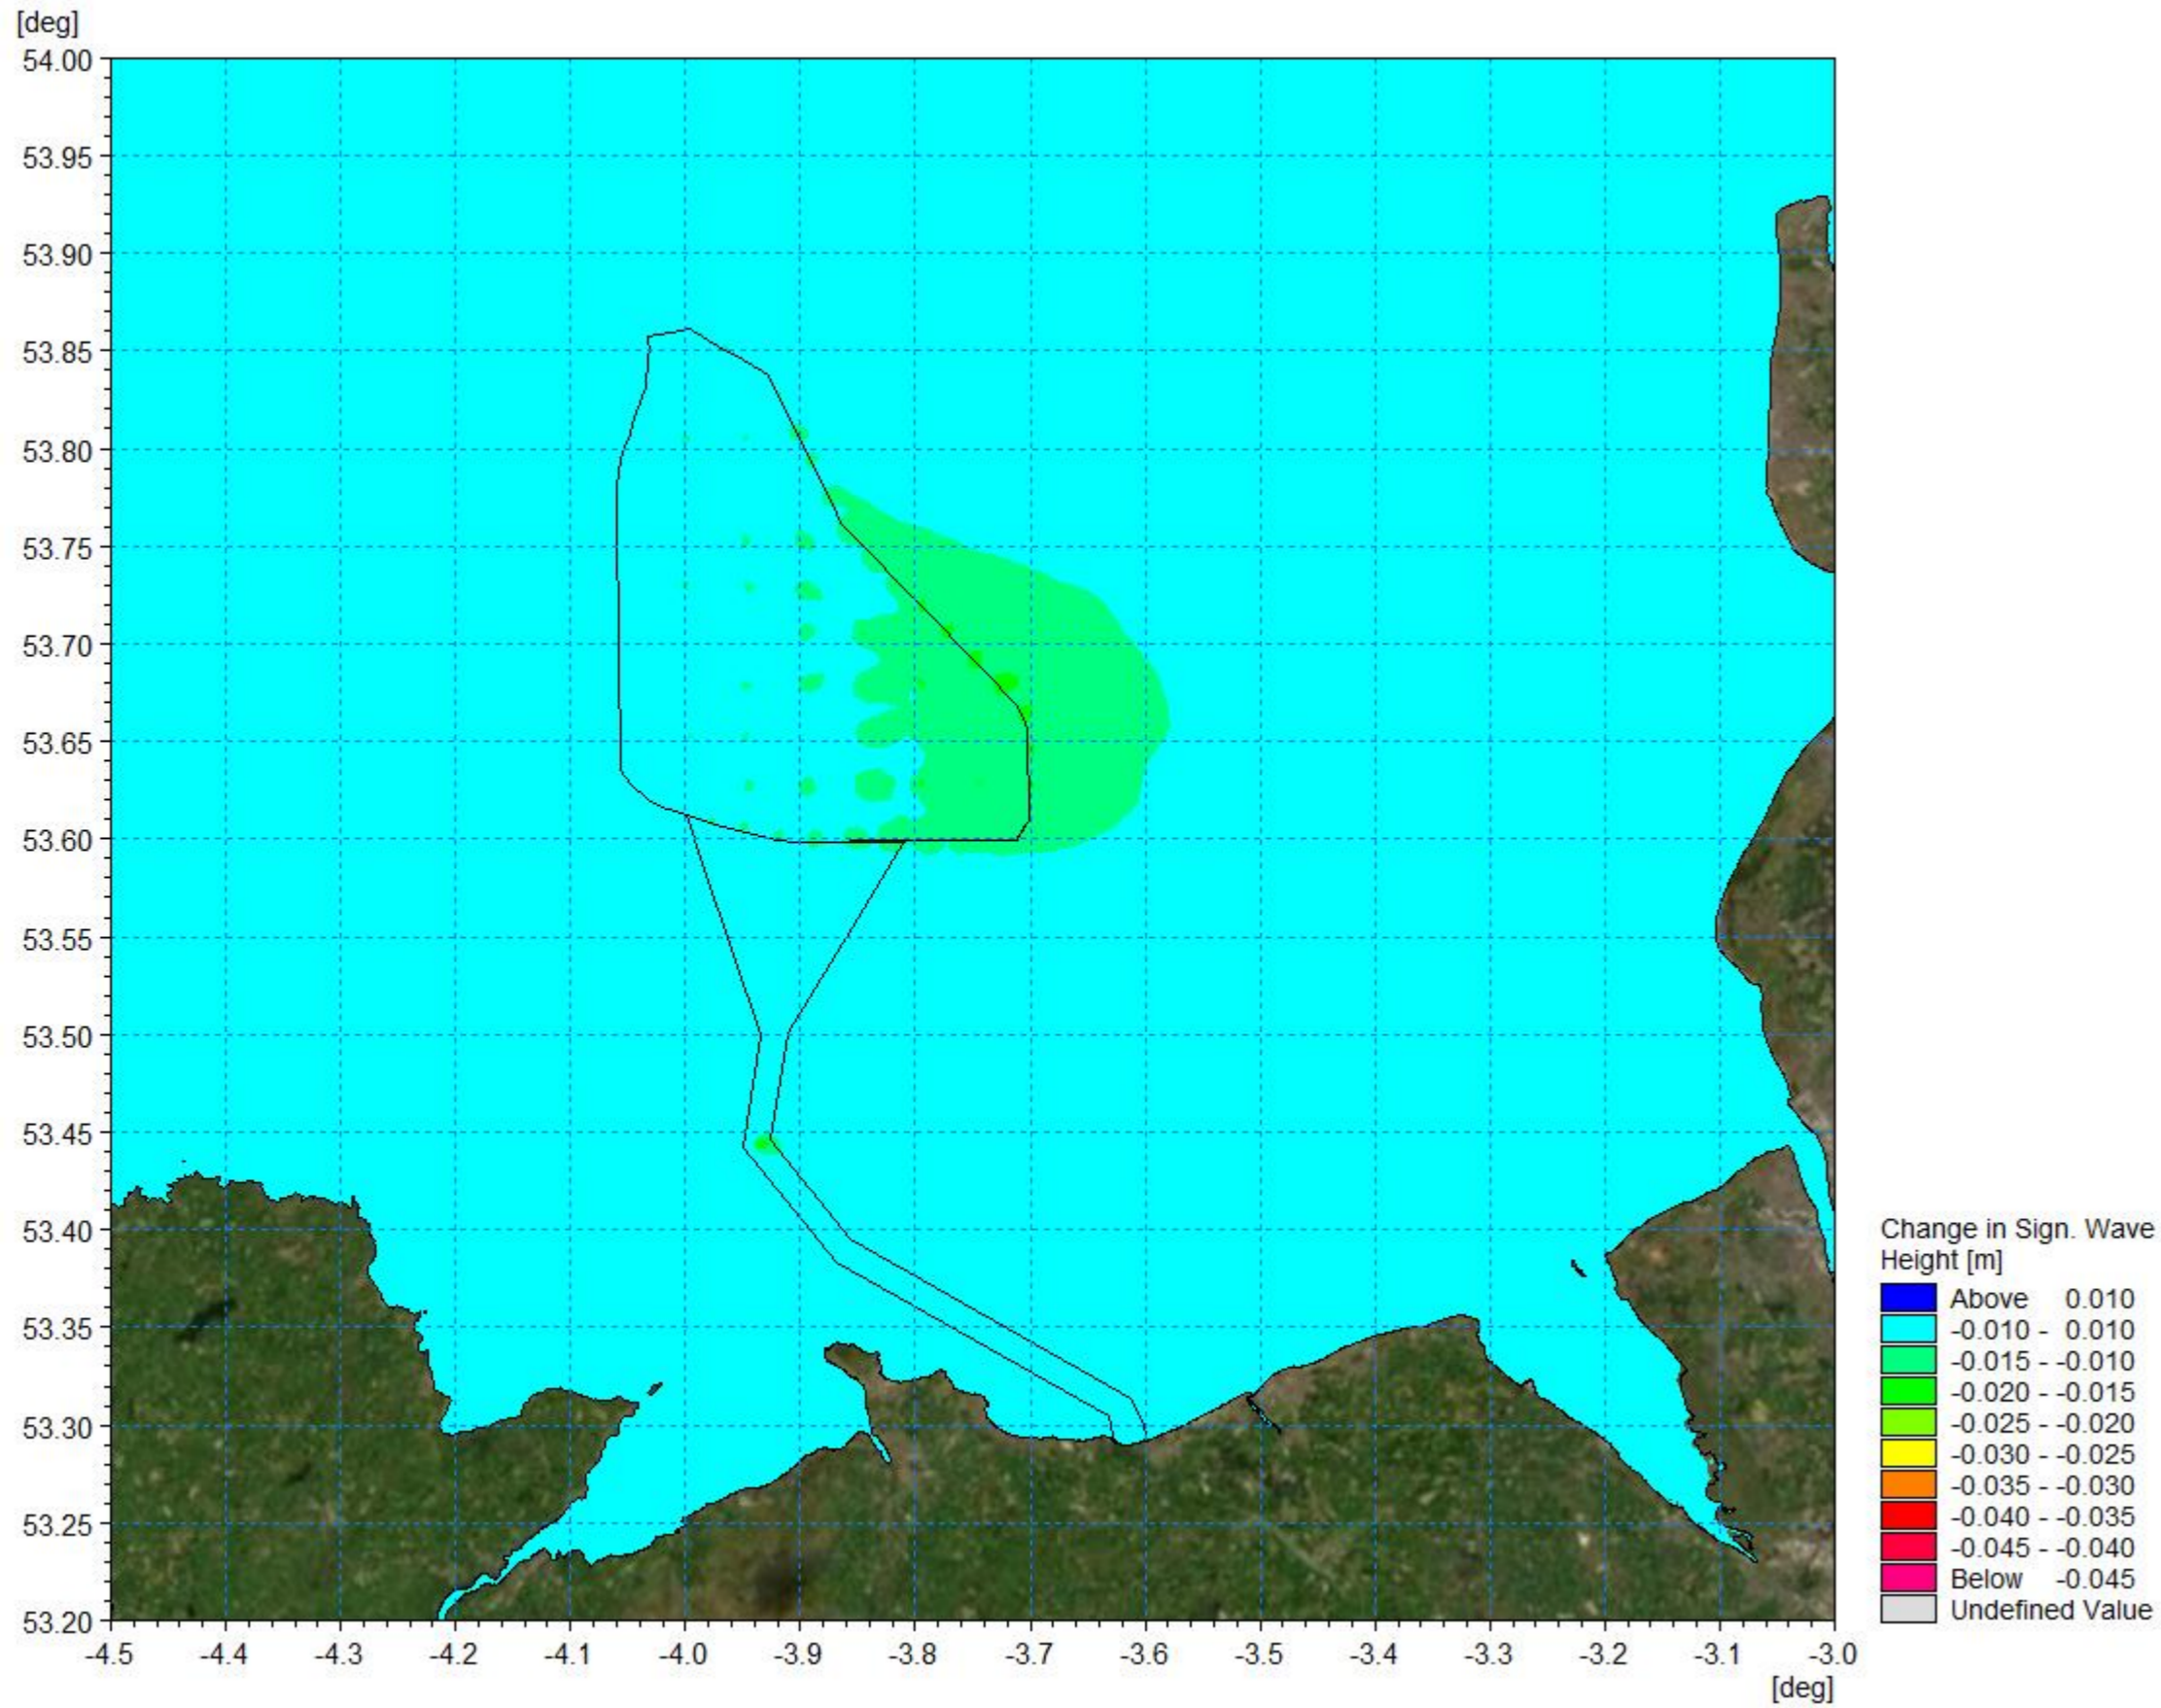 [deg]
54.00
53.95
53.90
53.85
53.80
53.75
53.70
53.65
53.60
53.55
53.50
53.45
53.40
53.35
53.30
53.25
53.20
-4.5 -4.4 -4.3 -4.2 -4.1 -4.0 -3.9 -3.8 -3.7 -3.6 -3.5 -3.4 -3.3 -3.2 -3.1 -3.0
[deg]
Change in Sign. Wave
Height [m]
Above 0.010
-0.010 - 0.010
-0.015 - -0.010
-0.020 - -0.015
-0.025 - -0.020
-0.030 - -0.025
-0.035 - -0.030
-0.040 - -0.035
-0.045 - -0.040
Below -0.045
Undefined Value